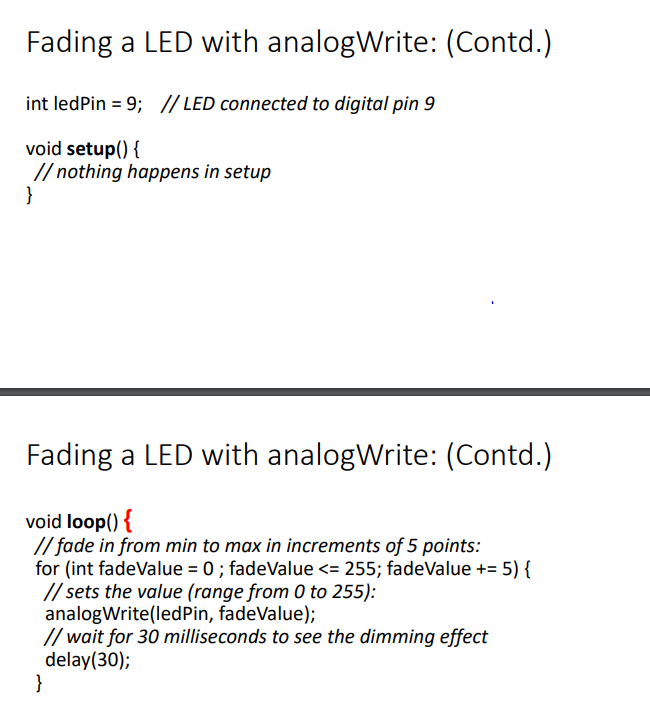 Fading a LED with analogWrite: (Contd.)
int ledPin = 9; // LED connected to digital pin 9
void setup() {
// nothing happens in setup
}
Fading a LED with analogWrite: (Contd.)
void loop() {
// fade in from min to max in increments of 5 points:
for (int fadeValue = 0 ; fadeValue <= 255; fadeValue += 5) {
// sets the value (range from 0 to 255):
analogWrite(ledPin, fadeValue);
// wait for 30 milliseconds to see the dimming effect
delay(30);
}